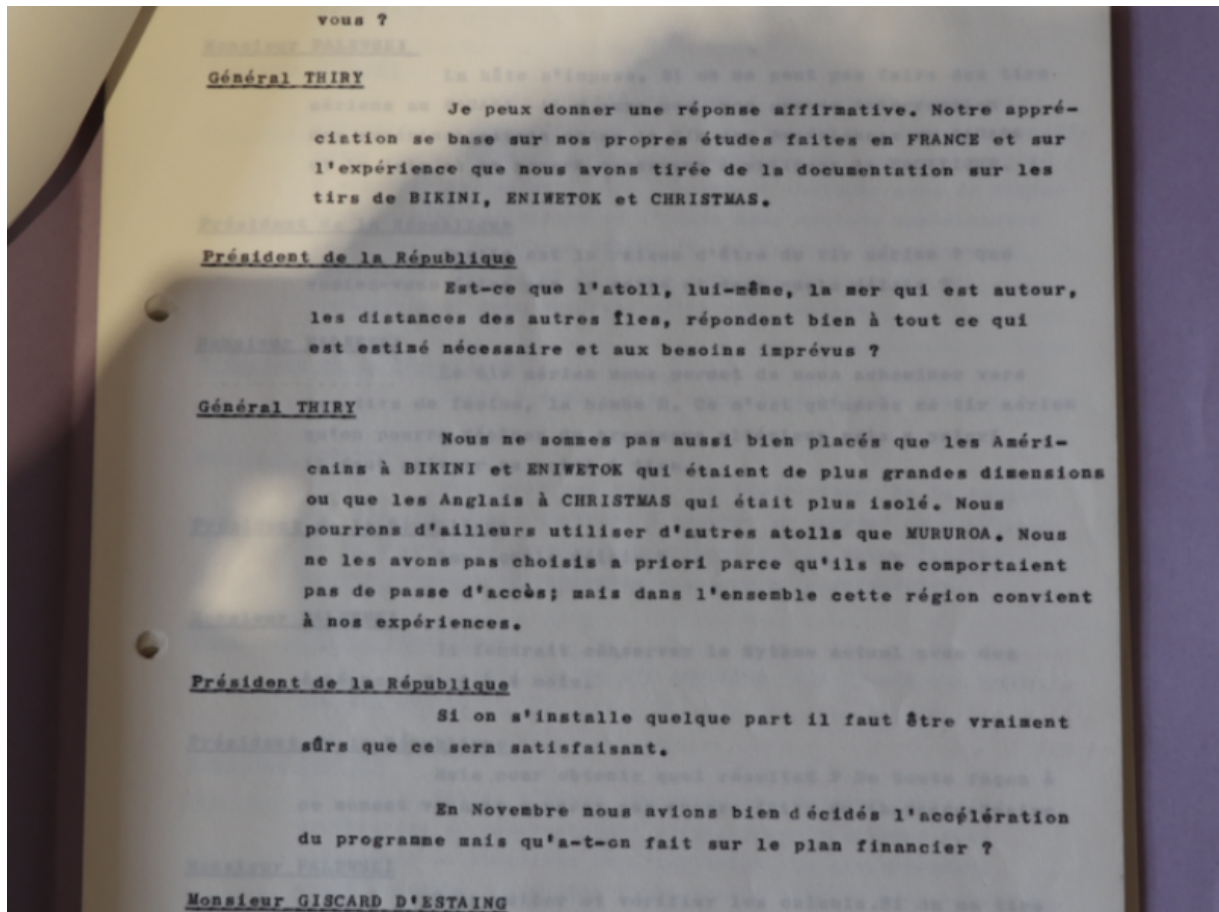 vous ?
Général THIRY
Je peux donner une réponse affirmative. Notre appré-
ciation se base sur nos propres études faites en FRANCE et sur
l'expérience que nous avons tirée de la documentation sur les
tirs de BIKINI, ENIWETOK et CHRISTMAS.
Président de la République
Est-ce que l'atoll, lui-même, la mer qui est autour,
les distances des autres îles, répondent bien à tout ce qui
est estimé nécessaire et aux besoins imprévus ?
Général THIRY
Nous ne sommes pas aussi bien placés que les Améri-
cains à BIKINI et ENIWETOK qui étaient de plus grandes dimensions
ou que les Anglais à CHRISTMAS qui était plus isolé. Nous
pourrons d'ailleurs utiliser d'autres atolls que MURUROA. Nous
ne les avons pas choisis a priori parce qu'ils ne comportaient
pas de passe d'accès; mais dans l'ensemble cette région convient
à nos expériences.
Président de la République
Si on s'installe quelque part il faut être vraiment
sûrs que ce sera satisfaisant.
En Novembre nous avions bien décidés l'accélération
du programme mais qu'a-t-on fait sur le plan financier ?
Monsieur GISCARD D'ESTAING